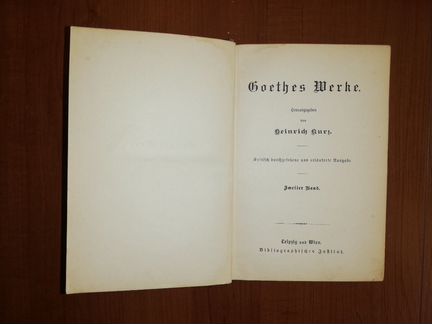 Goethes Werke.
Herausgegeben
von
Heinrich Kurz.
Kritisch durchgesehene und erläuterte Ausgabe
Zweiter Band.
Leipzig und Wien.
Bibliographisches Institut.